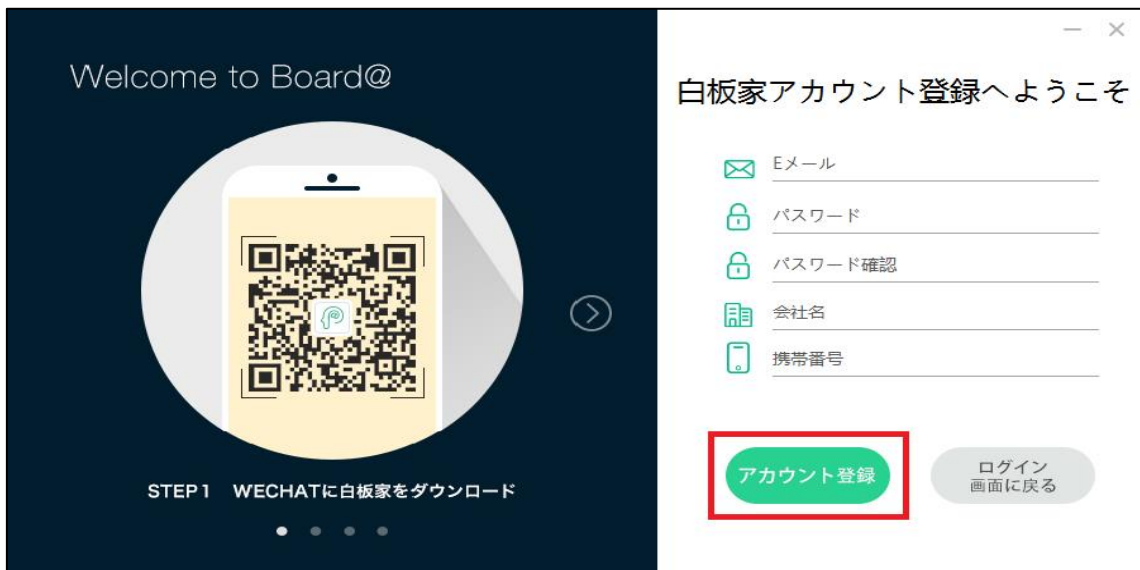 Welcome to Board@
STEP1 WECHATに白板家をダウンロード
白板家アカウント登録へようこそ
Eメール
パスワード
パスワード確認
会社名
携帯番号
アカウント登録
ログイン
画面に戻る